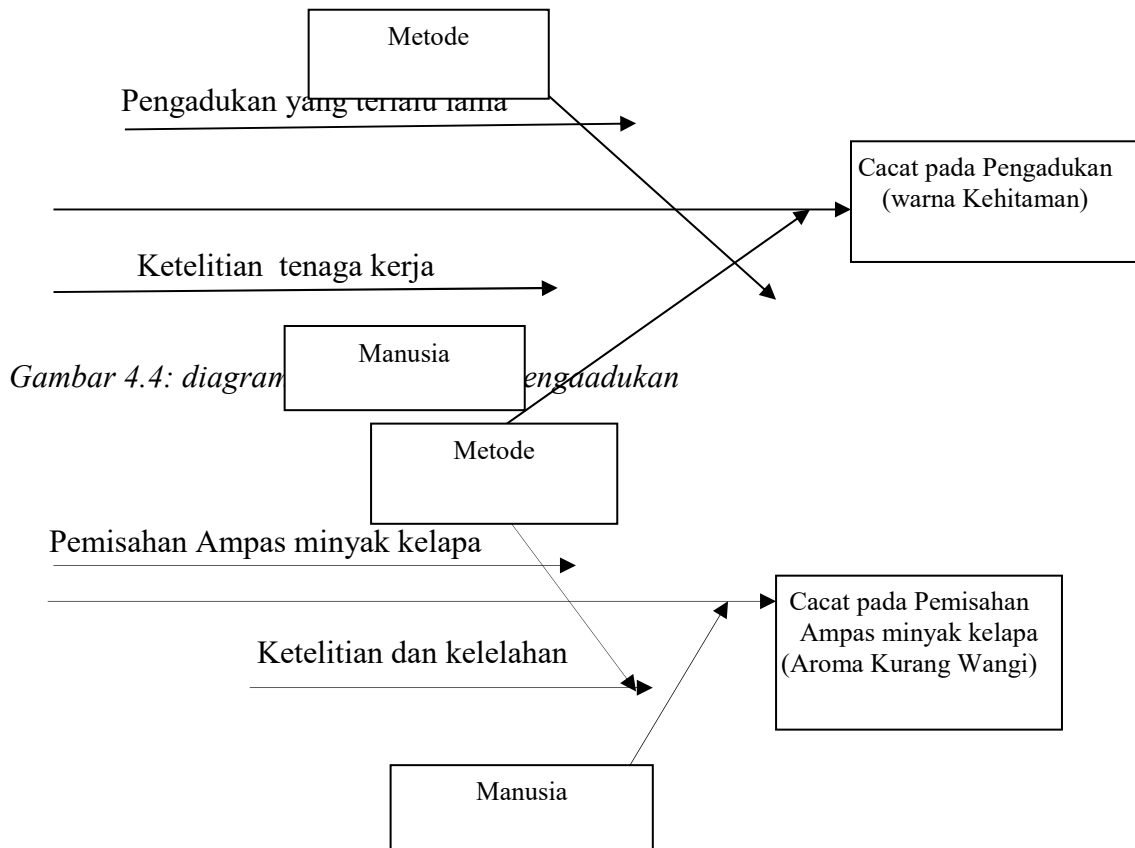 Metode
Pengadukan yang terlalu lama
Cacat pada Pengadukan
(warna Kehitaman)
Ketelitian tenaga kerja
Manusia
Gambar 4.4: diagram engaadukan
Metode
Pemisahan Ampas minyak kelapa
Cacat pada Pemisahan
Ampas minyak kelapa
(Aroma Kurang Wangi)
Ketelitian dan kelelahan
Manusia